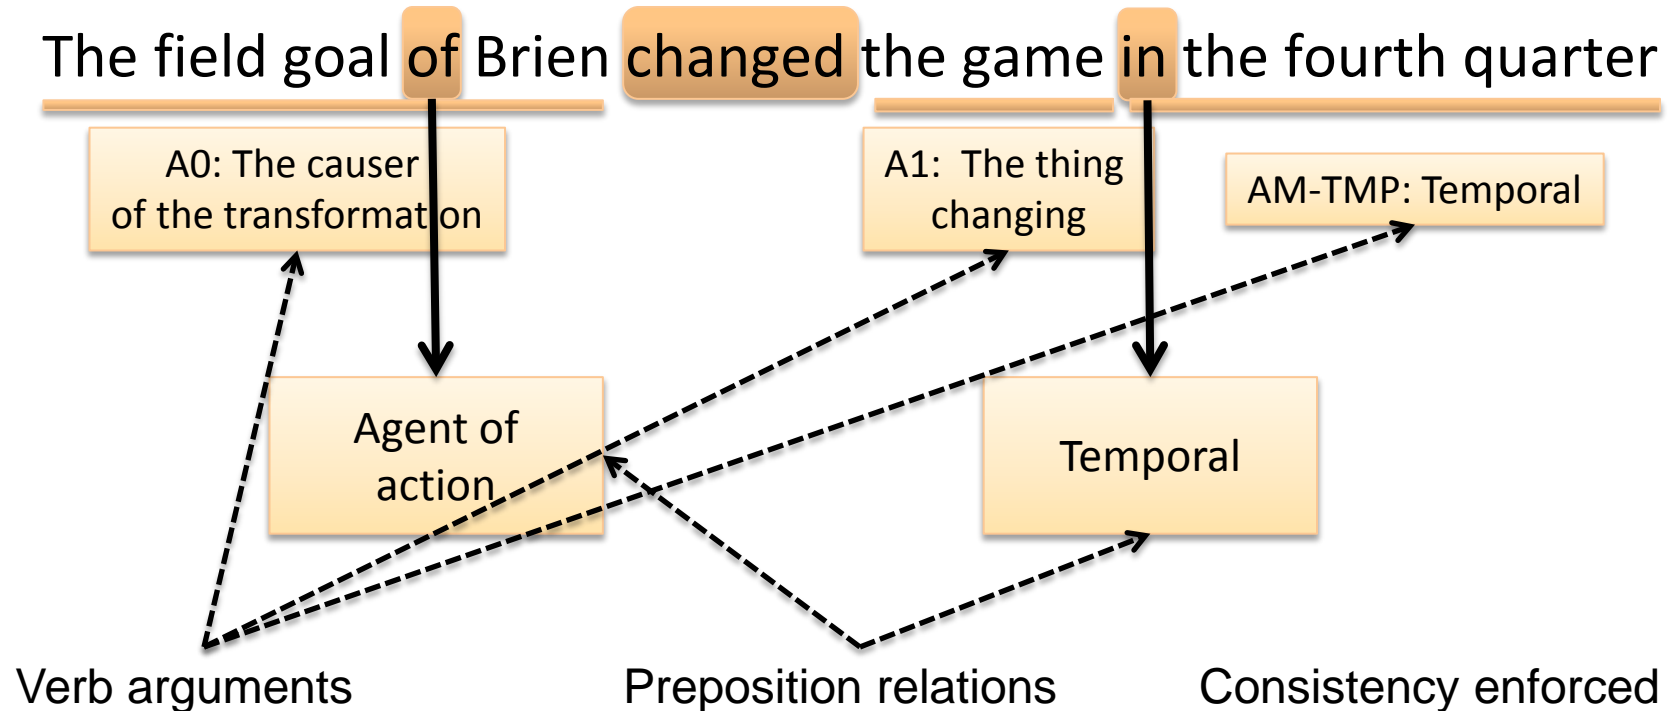 The field goal of Brien changed the game in the fourth quarter
A0: The causer
of the transformation
A1: The thing
changing
AM-TMP: Temporal
Agent of
action
Temporal
Verb arguments
Preposition relations
Consistency enforced